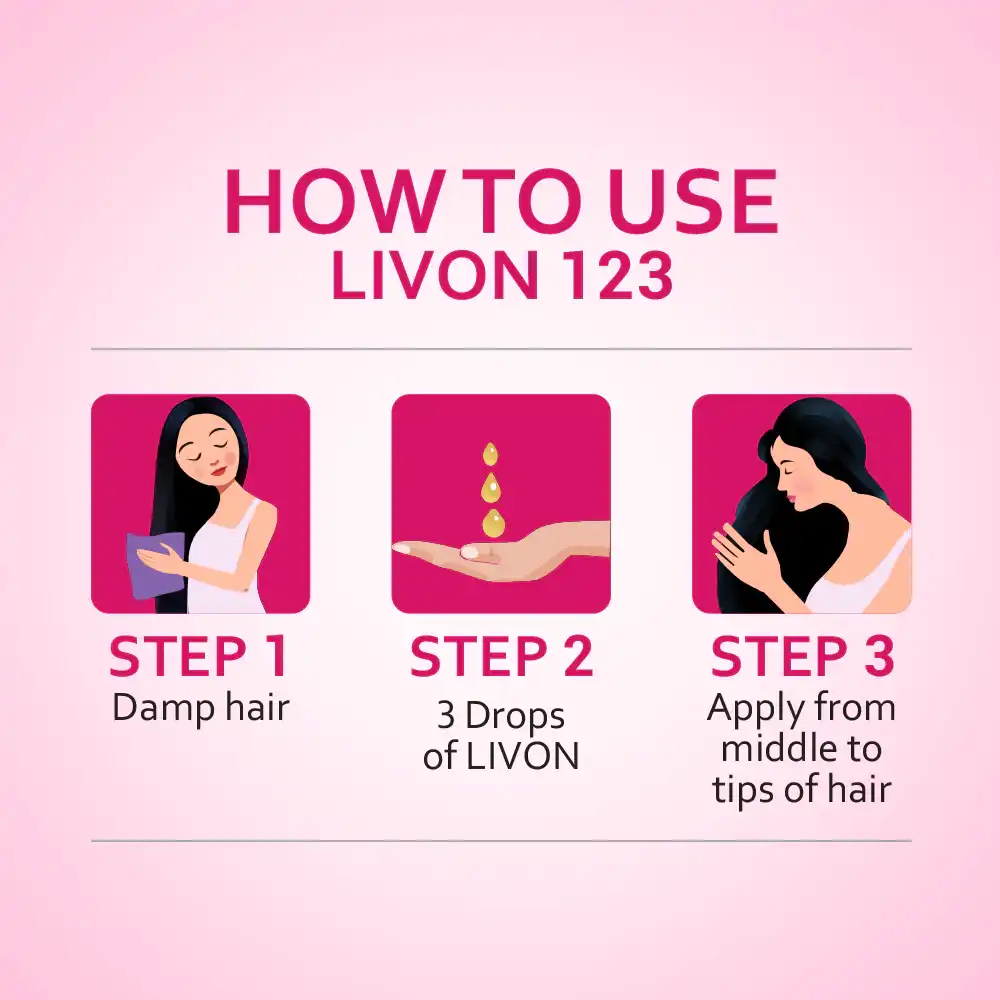 HOW TO USE
LIVON 123
STEP 1
Damp hair
STEP 2
3 Drops
of LIVON
STEP 3
Apply from
middle to
tips of hair